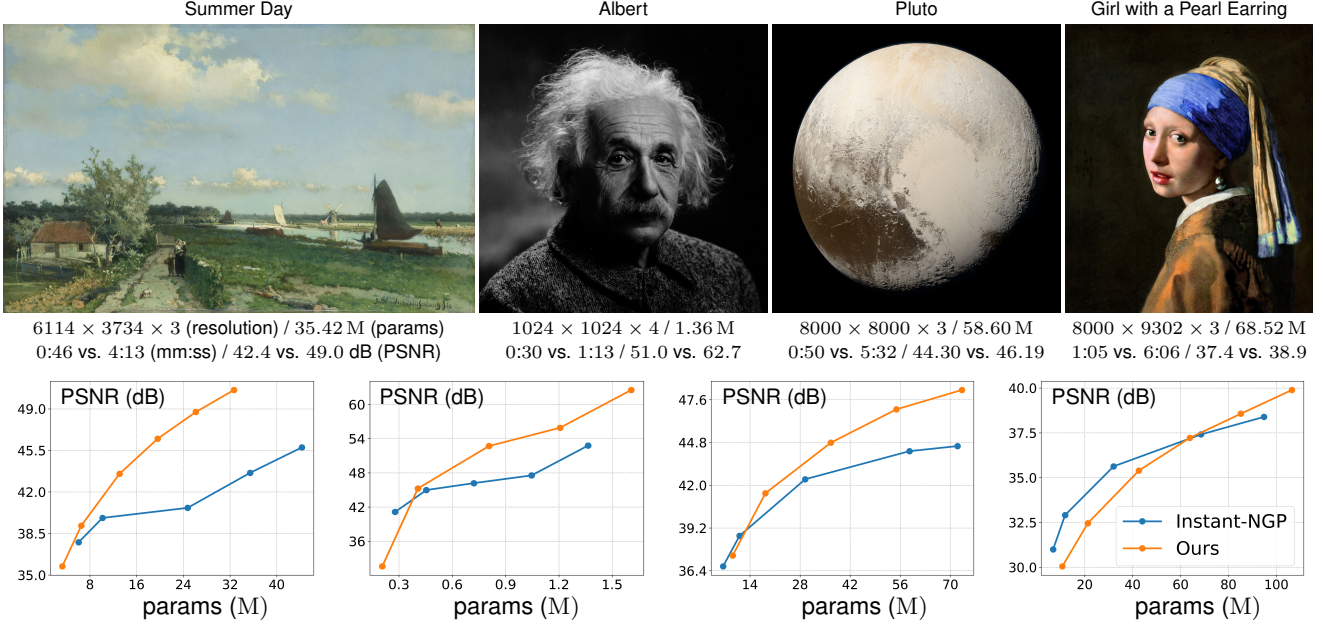 Summer Day
Albert
Pluto
Girl with a Pearl Earring
6114 × 3734 × 3 (resolution) / 35.42 M (params)
0:46 vs. 4:13 (mm:ss) / 42.4 vs. 49.0 dB (PSNR)
1024 × 1024 × 4 / 1.36 M
0:30 vs. 1:13 / 51.0 vs. 62.7
8000 × 8000 × 3 / 58.60 M
0:50 vs. 5:32 / 44.30 vs. 46.19
8000 × 9302 × 3 / 68.52 M
1:05 vs. 6:06 / 37.4 vs. 38.9
PSNR (dB)
49.0
45.5
42.0
38.5
35.0
8 16 24 32 40
params (M)
PSNR (dB)
60
54
48
42
36
0.3 0.6 0.9 1.2 1.5
params (M)
PSNR (dB)
47.6
44.8
42.0
39.2
36.4
14 28 42 56 70
params (M)
PSNR (dB)
40.0
37.5
35.0
32.5
30.0
Instant-NGP
Ours
20 40 60 80 100
params (M)